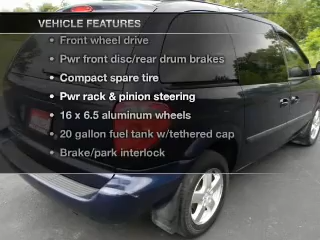 VEHICLE FEATURES
• Front wheel drive
• Pwr front disc/rear drum brakes
• Compact spare tire
• Pwr rack & pinion steering
• 16 x 6.5 aluminum wheels
• 20 gallon fuel tank w/tethered cap
• Brake/park interlock